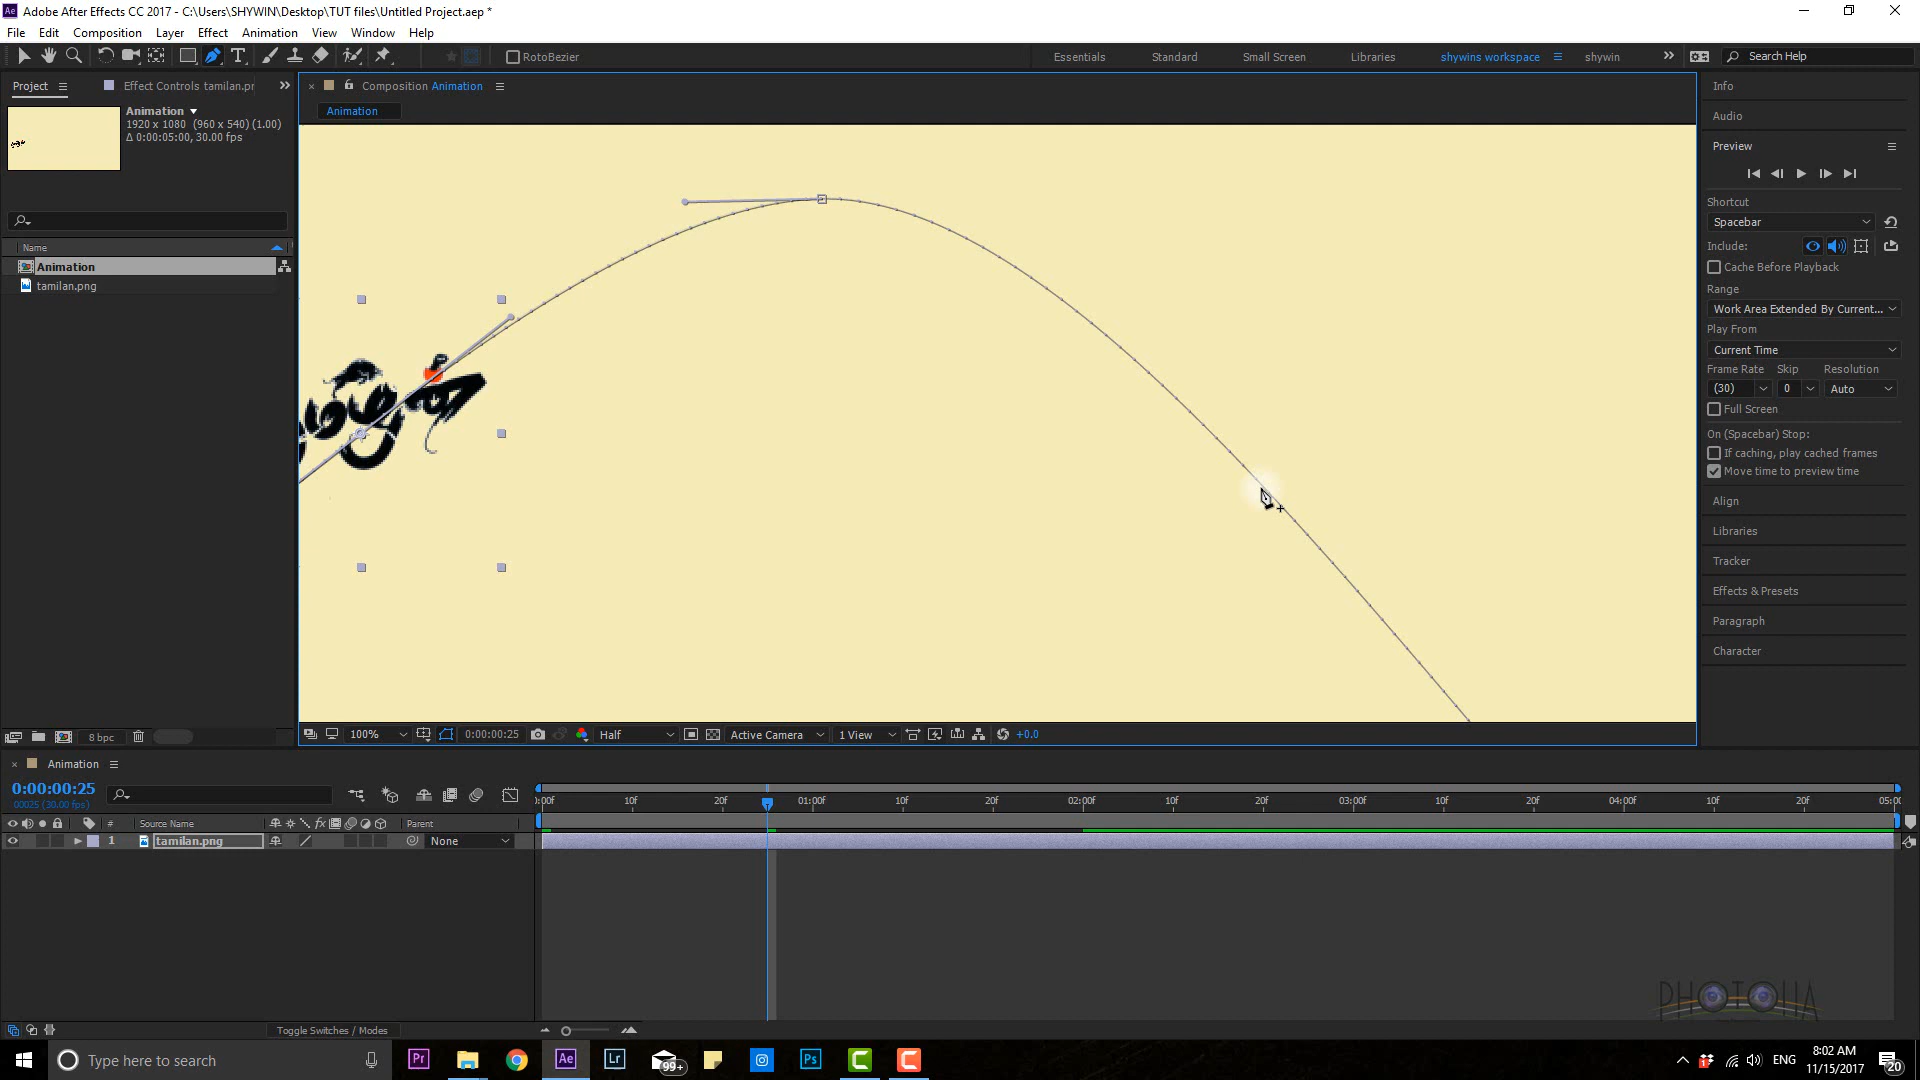 Adobe After Effects CC 2017 - C:\Users\SHYWIN\Desktop\TUT files\Untitled Project.aep *
File Edit Composition Layer Effect Animation View Window Help
RotoBezier
Essentials Standard Small Screen Libraries shywins workspace shywin Search Help
Project Effect Controls tamilan.pr
Composition Animation
Animation
Animation
1920 x 1080 (960 x 540) (1.00)
Δ 0:00:05:00, 30.00 fps
Name
Animation
tamilan.png
8 bpc
100% 0:00:00:25 Half Active Camera 1 View +0.0
Info
Audio
Preview
Shortcut
Spacebar
Include:
Cache Before Playback
Range
Work Area Extended By Current...
Play From
Current Time
Frame Rate Skip Resolution
(30) 0 Auto
Full Screen
On (Spacebar) Stop:
If caching, play cached frames
Move time to preview time
Align
Libraries
Tracker
Effects & Presets
Paragraph
Character
Animation
0:00:00:25
00025 (30.00 fps)
:00f 10f 20f 01:00f 10f 20f 02:00f 10f 20f 03:00f 10f 20f 04:00f 10f 20f 05:00
# Source Name fx Parent
1 tamilan.png None
Toggle Switches / Modes
Type here to search
Pr Ae Lr 99+ Ps
ENG
8:02 AM
11/15/2017
20